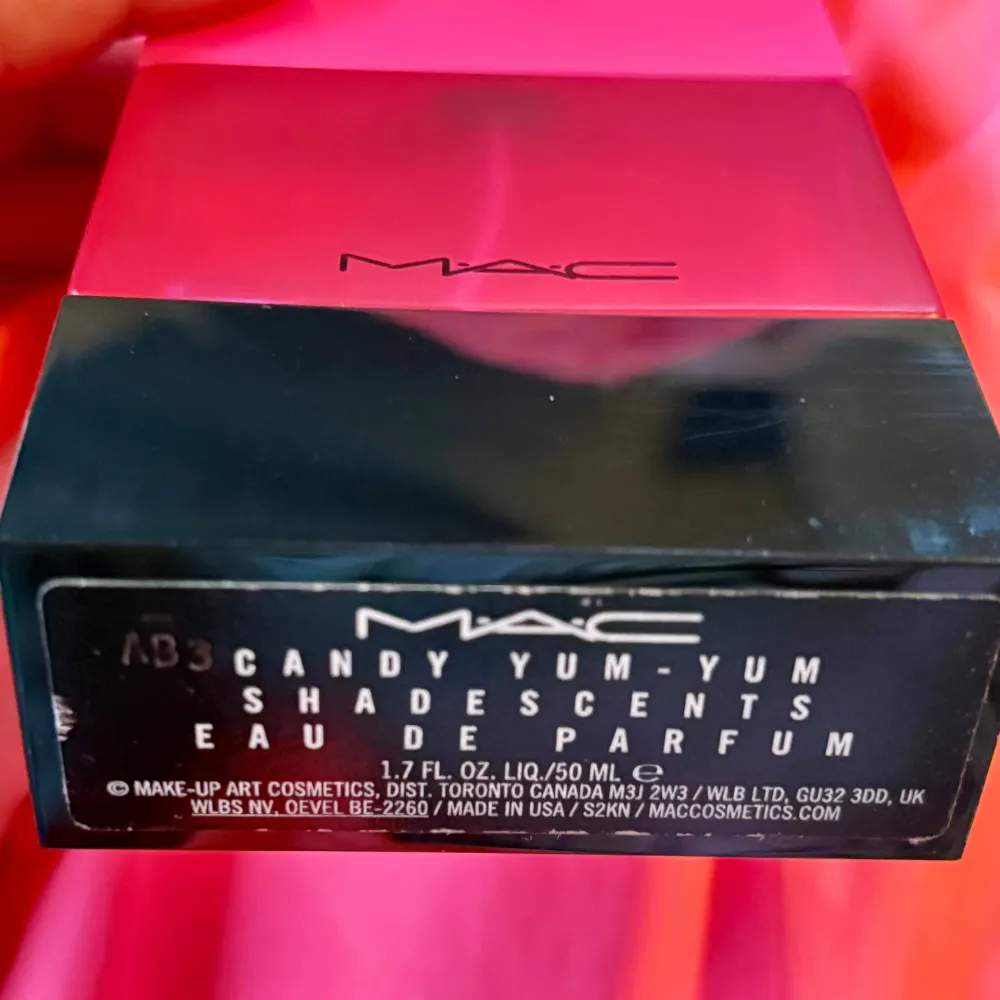 MAC
MAC
AB3
CANDY YUM-YUM
SHADESCENTS
EAU DE PARFUM
1.7 FL. OZ. LIQ./50 ML ℮
© MAKE-UP ART COSMETICS, DIST. TORONTO CANADA M3J 2W3 / WLB LTD, GU32 3DD, UK
WLBS NV, OEVEL BE-2260 / MADE IN USA / S2KN / MACCOSMETICS.COM